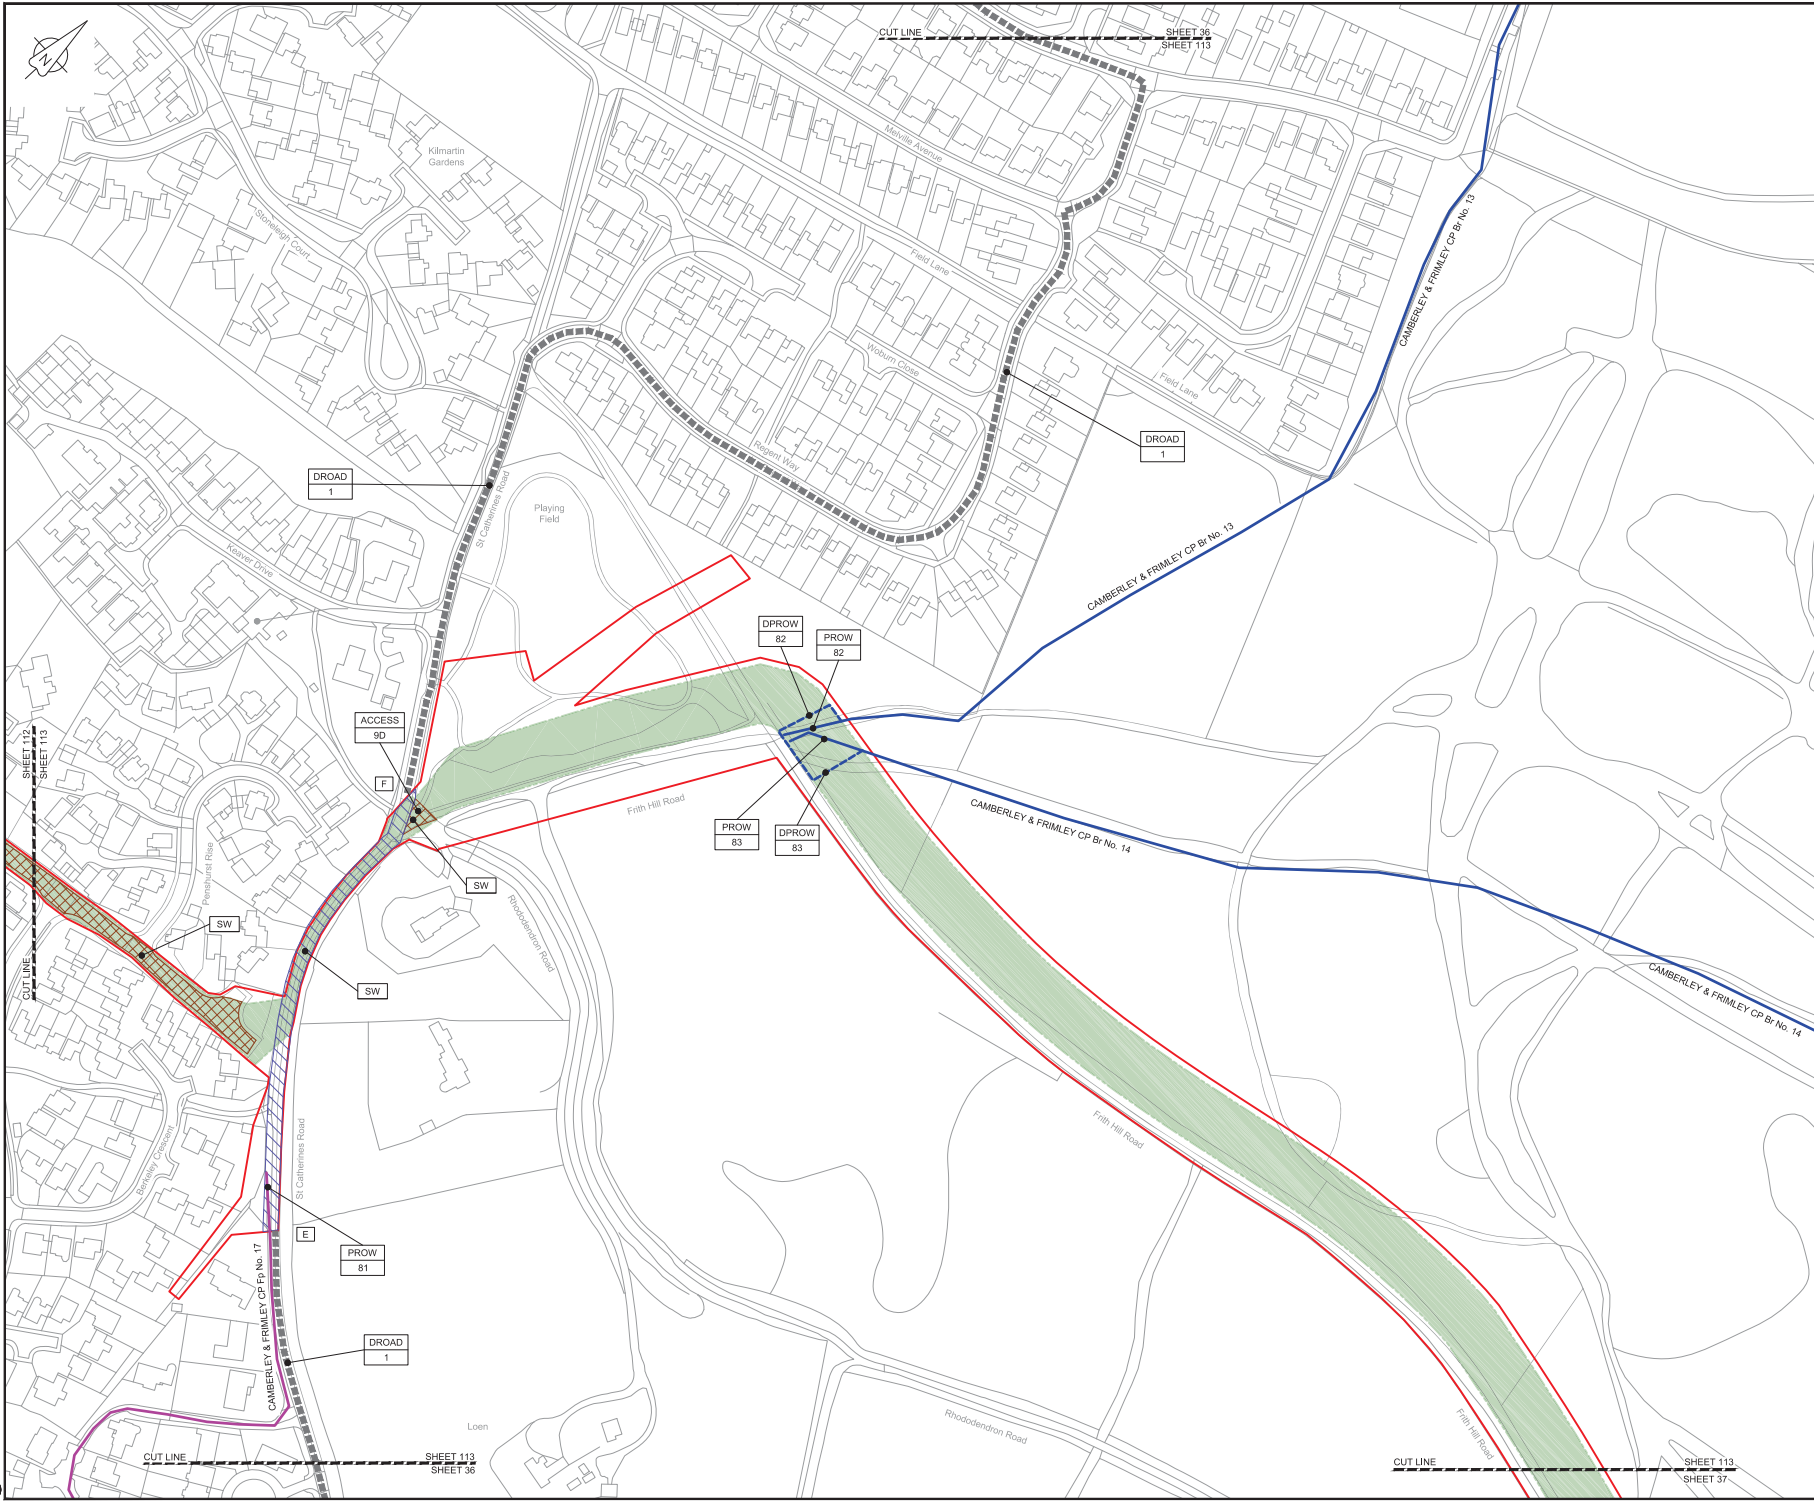 N
CUT LINE
SHEET 36
SHEET 113
Melville Avenue
Kilmartin
Gardens
Stoneleigh Court
Field Lane
CAMBERLEY & FRIMLEY CP Br No. 13
Woburn Close
Field Lane
DROAD
1
Regent Way
DROAD
1
St Catherines Road
Playing
Field
Keaver Drive
CAMBERLEY & FRIMLEY CP Br No. 13
DPROW
82
PROW
82
ACCESS
9D
SHEET 112
SHEET 113
CUT LINE
F
Frith Hill Road
PROW
83
DPROW
83
CAMBERLEY & FRIMLEY CP Br No. 14
Penshurst Rise
SW
SW
Rhododendron Road
SW
CAMBERLEY & FRIMLEY CP Br No. 14
Frith Hill Road
Berkeley Crescent
St Catherines Road
E
PROW
81
CAMBERLEY & FRIMLEY CP Fp No. 17
DROAD
1
Loen
Rhododendron Road
Frith Hill Road
CUT LINE
SHEET 113
SHEET 36
CUT LINE
SHEET 113
SHEET 37